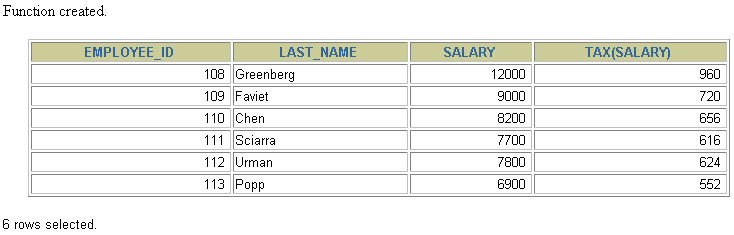 Function created.
EMPLOYEE_ID LAST_NAME SALARY TAX(SALARY)
108 Greenberg 12000 960
109 Faviet 9000 720
110 Chen 8200 656
111 Sciarra 7700 616
112 Urman 7800 624
113 Popp 6900 552
6 rows selected.